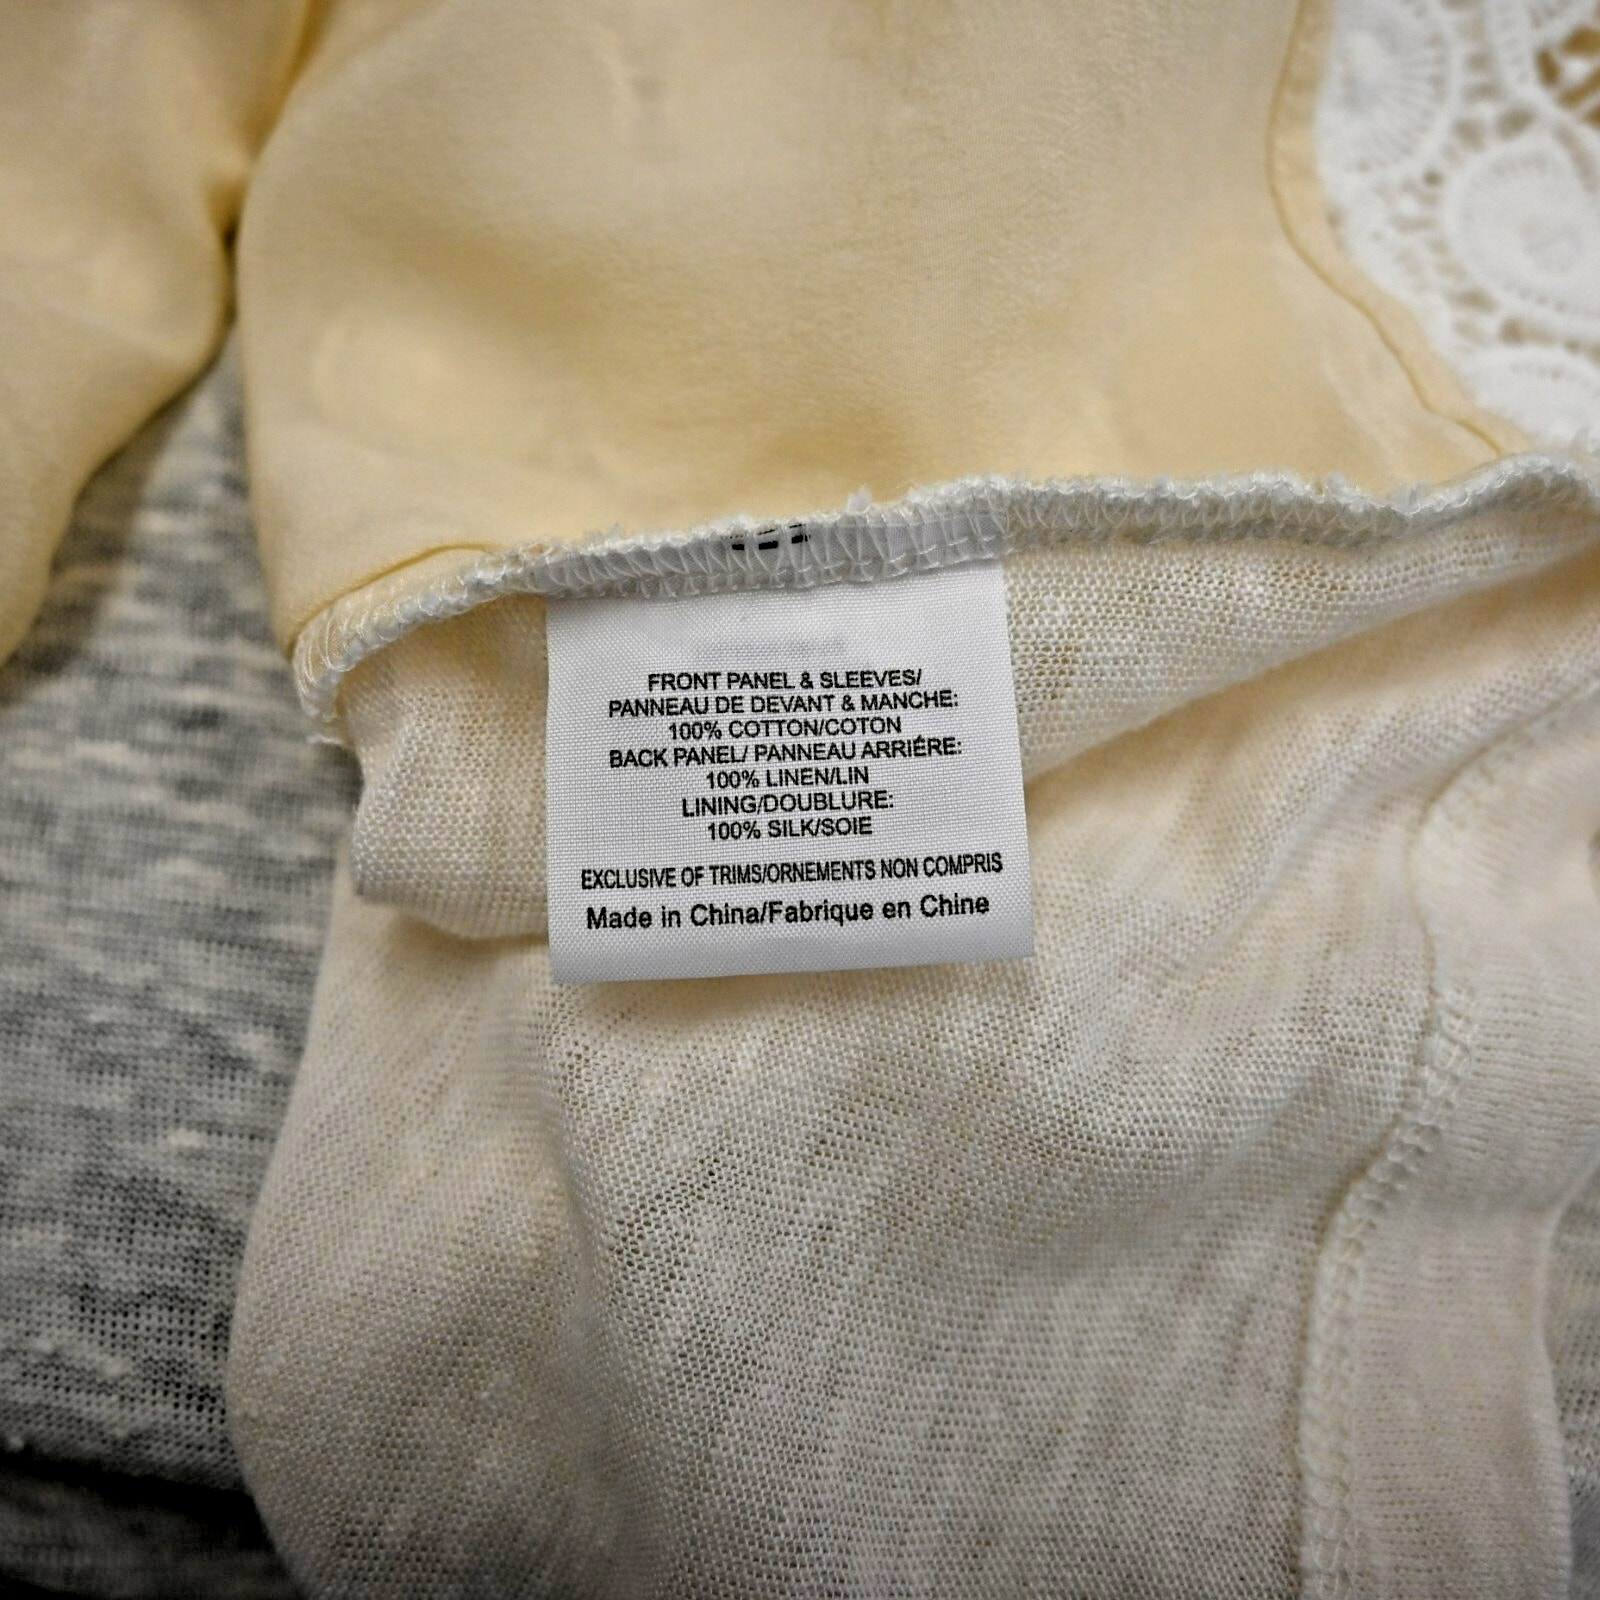 FRONT PANEL & SLEEVES/
PANNEAU DE DEVANT & MANCHE:
100% COTTON/COTON
BACK PANEL/ PANNEAU ARRIÉRE:
100% LINEN/LIN
LINING/DOUBLURE:
100% SILK/SOIE
EXCLUSIVE OF TRIMS/ORNEMENTS NON COMPRIS
Made in China/Fabrique en Chine